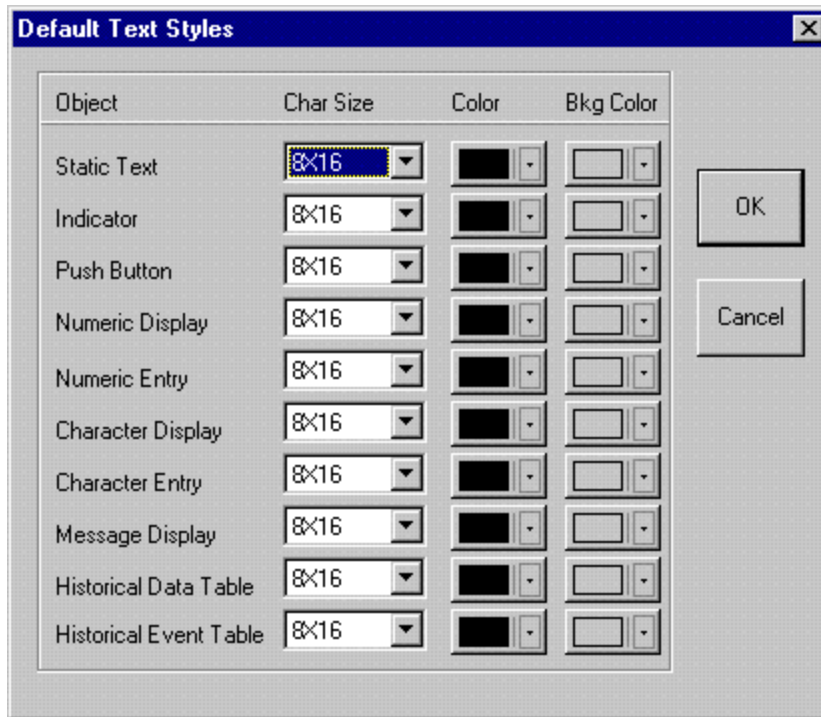 Default Text Styles
Object Char Size Color Bkg Color
Static Text 8X16
Indicator 8X16
Push Button 8X16
Numeric Display 8X16
Numeric Entry 8X16
Character Display 8X16
Character Entry 8X16
Message Display 8X16
Historical Data Table 8X16
Historical Event Table 8X16
OK
Cancel